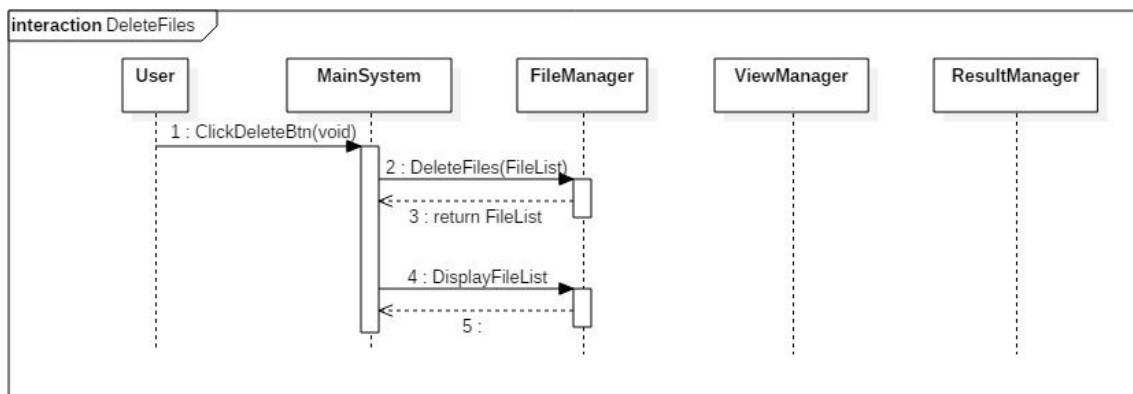 interaction DeleteFiles
User
MainSystem
FileManager
ViewManager
ResultManager
1 : ClickDeleteBtn(void)
2 : DeleteFiles(FileList)
3 : return FileList
4 : DisplayFileList
5 :